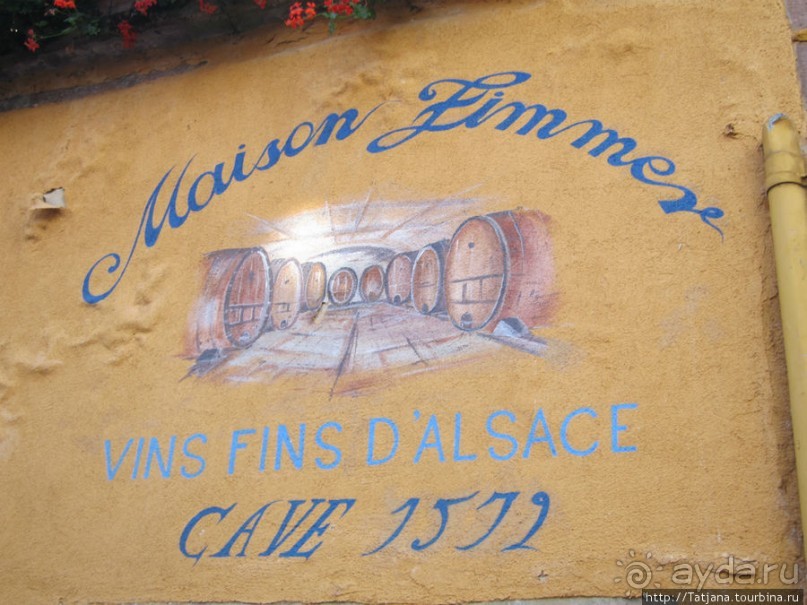 Maison Zimmer
VINS FINS D'ALSACE
CAVE 1572
ayda.ru
http://Tatjana.tourbina.ru